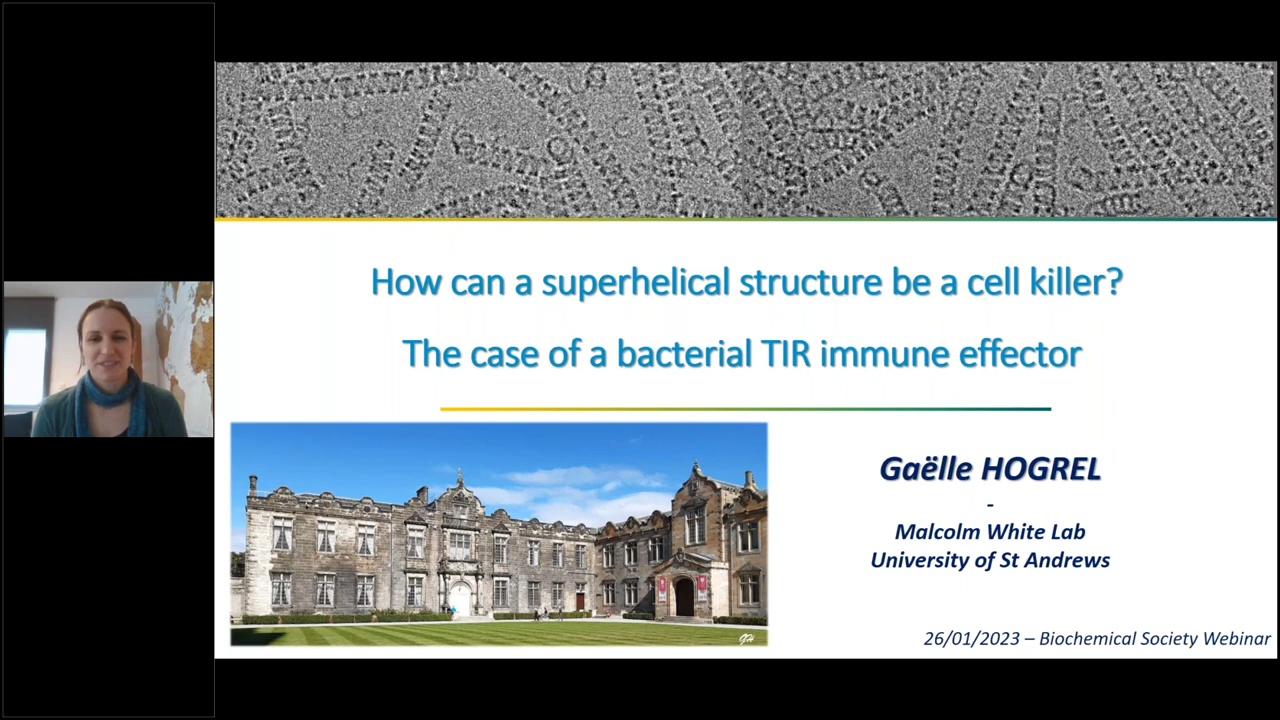 How can a superhelical structure be a cell killer?
The case of a bacterial TIR immune effector
Gaëlle HOGREL
-
Malcolm White Lab
University of St Andrews
GH
26/01/2023 – Biochemical Society Webinar